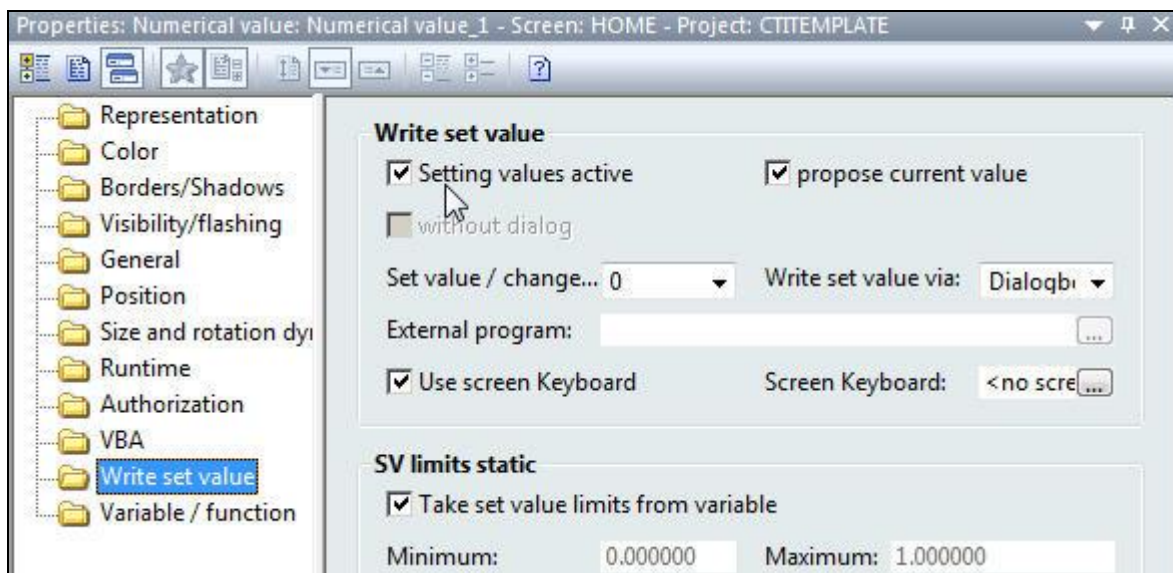 Properties: Numerical value: Numerical value_1 - Screen: HOME - Project: CTITEMPLATE
Representation
Color
Borders/Shadows
Visibility/flashing
General
Position
Size and rotation dy
Runtime
Authorization
VBA
Write set value
Variable / function
Write set value
Setting values active
propose current value
without dialog
Set value / change... 0
Write set value via: Dialogb
External program:
...
Use screen Keyboard
Screen Keyboard: <no scre ...
SV limits static
Take set value limits from variable
Minimum: 0.000000
Maximum: 1.000000